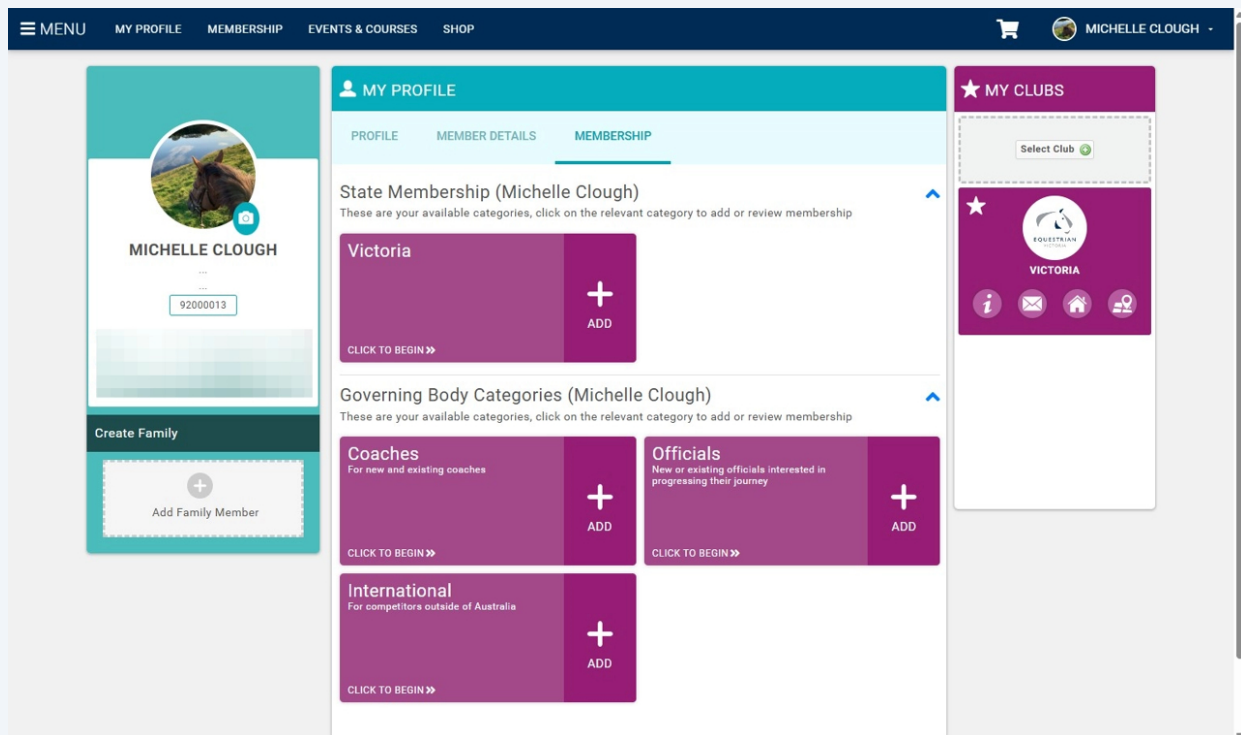 MENU MY PROFILE MEMBERSHIP EVENTS & COURSES SHOP MICHELLE CLOUGH
MICHELLE CLOUGH
...
...
92000013
Create Family
Add Family Member
MY PROFILE
PROFILE MEMBER DETAILS MEMBERSHIP
State Membership (Michelle Clough)
These are your available categories, click on the relevant category to add or review membership
Victoria
ADD
CLICK TO BEGIN
Governing Body Categories (Michelle Clough)
These are your available categories, click on the relevant category to add or review membership
Coaches
For new and existing coaches
ADD
CLICK TO BEGIN
Officials
New or existing officials interested in
progressing their journey
ADD
CLICK TO BEGIN
International
For competitors outside of Australia
ADD
CLICK TO BEGIN
MY CLUBS
Select Club
EQUESTRIAN
VICTORIA
VICTORIA